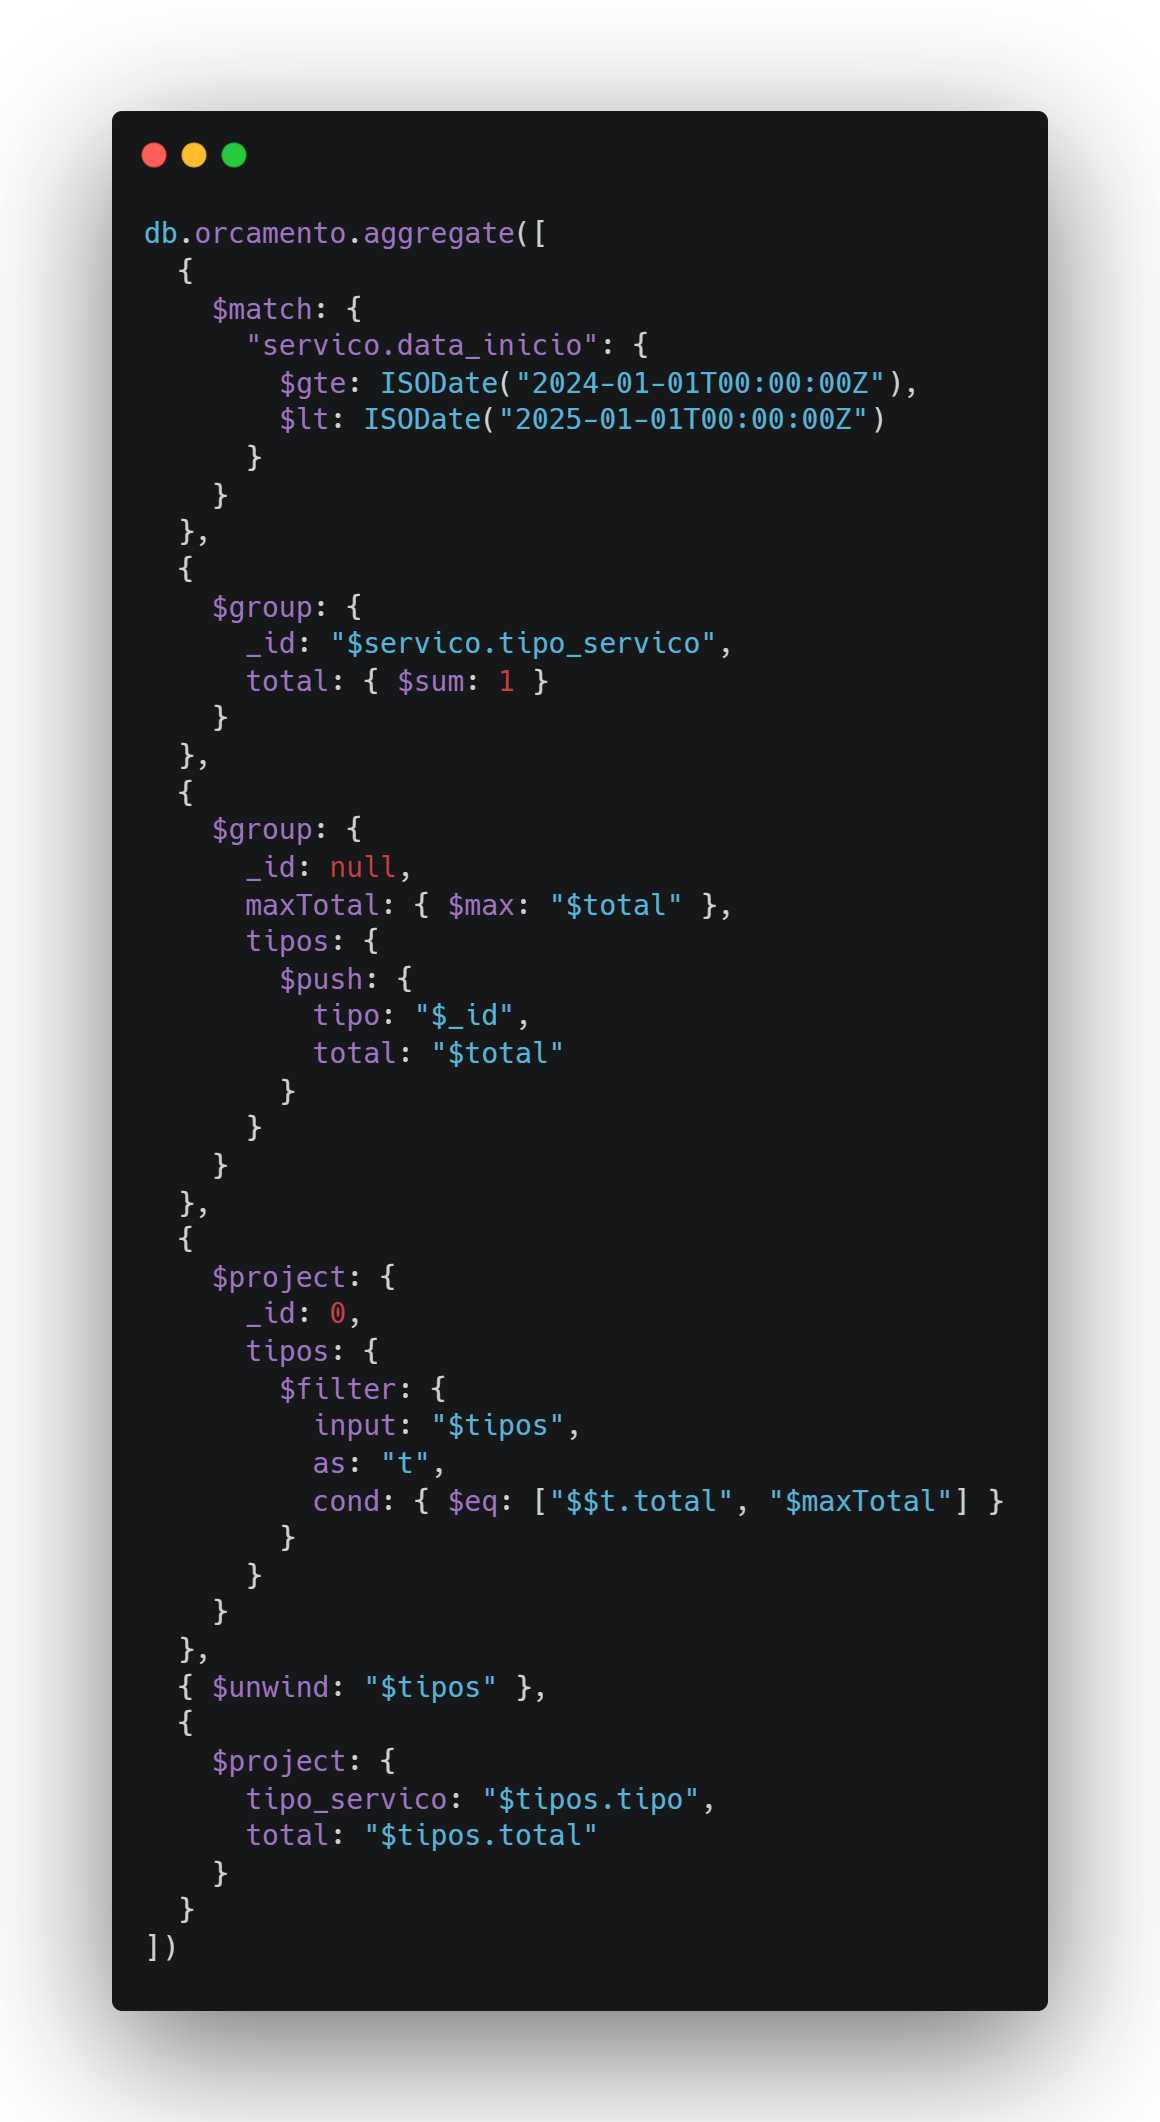 db.orcamento.aggregate([
  {
    $match: {
      "servico.data_inicio": {
        $gte: ISODate("2024-01-01T00:00:00Z"),
        $lt: ISODate("2025-01-01T00:00:00Z")
      }
    }
  },
  {
    $group: {
      _id: "$servico.tipo_servico",
      total: { $sum: 1 }
    }
  },
  {
    $group: {
      _id: null,
      maxTotal: { $max: "$total" },
      tipos: {
        $push: {
          tipo: "$_id",
          total: "$total"
        }
      }
    }
  },
  {
    $project: {
      _id: 0,
      tipos: {
        $filter: {
          input: "$tipos",
          as: "t",
          cond: { $eq: ["$$t.total", "$maxTotal"] }
        }
      }
    }
  },
  { $unwind: "$tipos" },
  {
    $project: {
      tipo_servico: "$tipos.tipo",
      total: "$tipos.total"
    }
  }
])